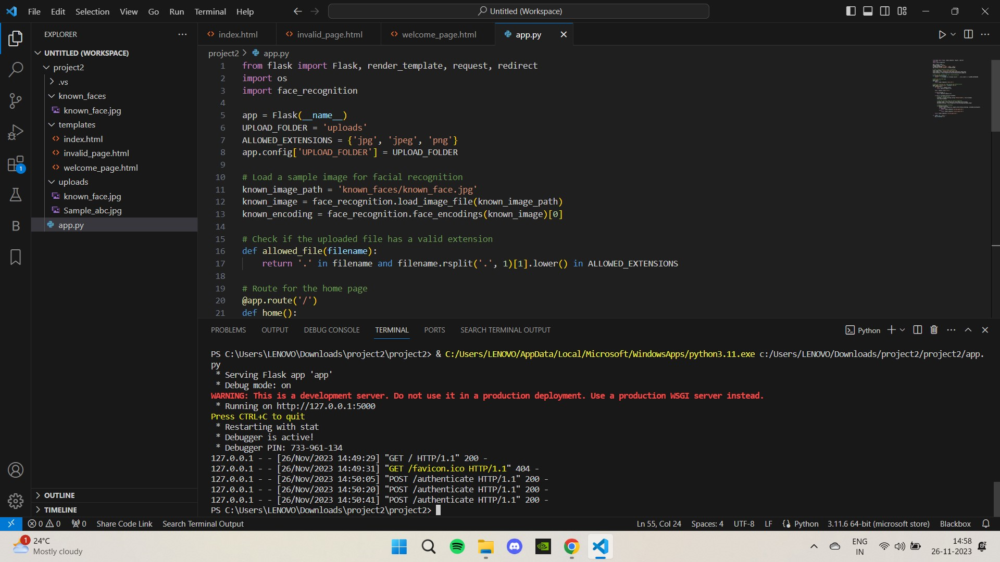 File Edit Selection View Go Run Terminal Help
Untitled (Workspace)
EXPLORER
UNTITLED (WORKSPACE)
project2
.vs
known_faces
known_face.jpg
templates
index.html
invalid_page.html
welcome_page.html
uploads
known_face.jpg
Sample_abc.jpg
app.py
OUTLINE
TIMELINE
1
B
index.html invalid_page.html welcome_page.html app.py
project2 > app.py
1 from flask import Flask, render_template, request, redirect
2 import os
3 import face_recognition
4
5 app = Flask(__name__)
6 UPLOAD_FOLDER = 'uploads'
7 ALLOWED_EXTENSIONS = {'jpg', 'jpeg', 'png'}
8 app.config['UPLOAD_FOLDER'] = UPLOAD_FOLDER
9
10 # Load a sample image for facial recognition
11 known_image_path = 'known_faces/known_face.jpg'
12 known_image = face_recognition.load_image_file(known_image_path)
13 known_encoding = face_recognition.face_encodings(known_image)[0]
14
15 # Check if the uploaded file has a valid extension
16 def allowed_file(filename):
17 return '.' in filename and filename.rsplit('.', 1)[1].lower() in ALLOWED_EXTENSIONS
18
19 # Route for the home page
20 @app.route('/')
21 def home():
PROBLEMS OUTPUT DEBUG CONSOLE TERMINAL PORTS SEARCH TERMINAL OUTPUT
Python
PS C:\Users\LENOVO\Downloads\project2\project2> & C:/Users/LENOVO/AppData/Local/Microsoft/WindowsApps/python3.11.exe c:/Users/LENOVO/Downloads/project2/project2/app.
py
* Serving Flask app 'app'
* Debug mode: on
WARNING: This is a development server. Do not use it in a production deployment. Use a production WSGI server instead.
* Running on http://127.0.0.1:5000
Press CTRL+C to quit
* Restarting with stat
* Debugger is active!
* Debugger PIN: 733-961-134
127.0.0.1 - - [26/Nov/2023 14:49:29] "GET / HTTP/1.1" 200 -
127.0.0.1 - - [26/Nov/2023 14:49:31] "GET /favicon.ico HTTP/1.1" 404 -
127.0.0.1 - - [26/Nov/2023 14:50:05] "POST /authenticate HTTP/1.1" 200 -
127.0.0.1 - - [26/Nov/2023 14:50:20] "POST /authenticate HTTP/1.1" 200 -
127.0.0.1 - - [26/Nov/2023 14:50:41] "POST /authenticate HTTP/1.1" 200 -
PS C:\Users\LENOVO\Downloads\project2\project2>
0 0 0 Share Code Link Search Terminal Output Ln 55, Col 24 Spaces: 4 UTF-8 LF Python 3.11.6 64-bit (microsoft store) Blackbox
1
24°C
Mostly cloudy
ENG
IN
14:58
26-11-2023